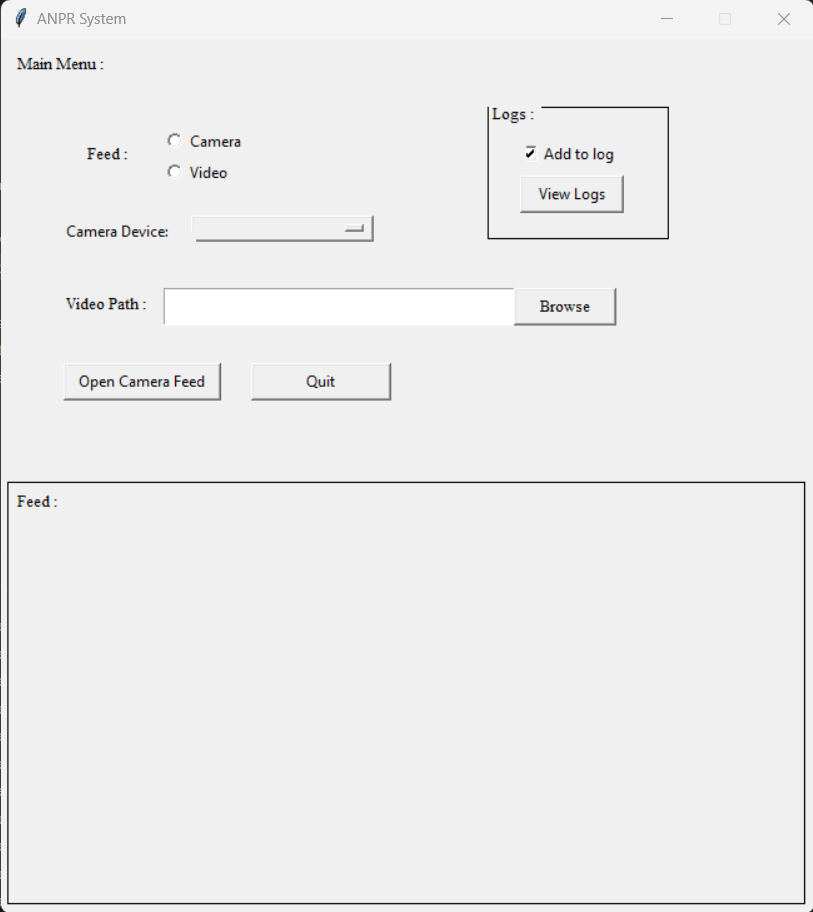 ANPR System
Main Menu :
Logs :
Feed :
Camera
Video
Add to log
View Logs
Camera Device:
Video Path :
Browse
Open Camera Feed
Quit
Feed :